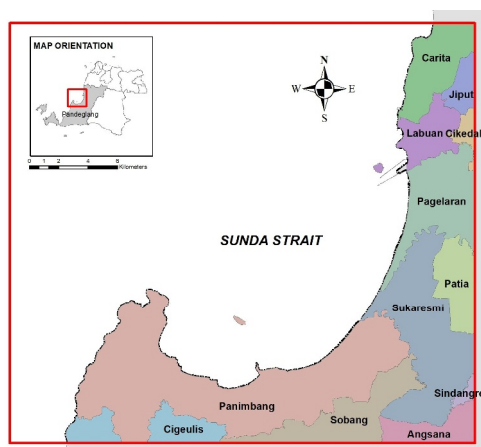 MAP ORIENTATION
Pandeglang
0 1 2 4 6
Kilometers
N
W E
S
Carita
Jiput
Labuan
Cikedal
Pagelaran
SUNDA STRAIT
Patia
Sukaresmi
Sindangre
Panimbang
Sobang
Cigeulis
Angsana